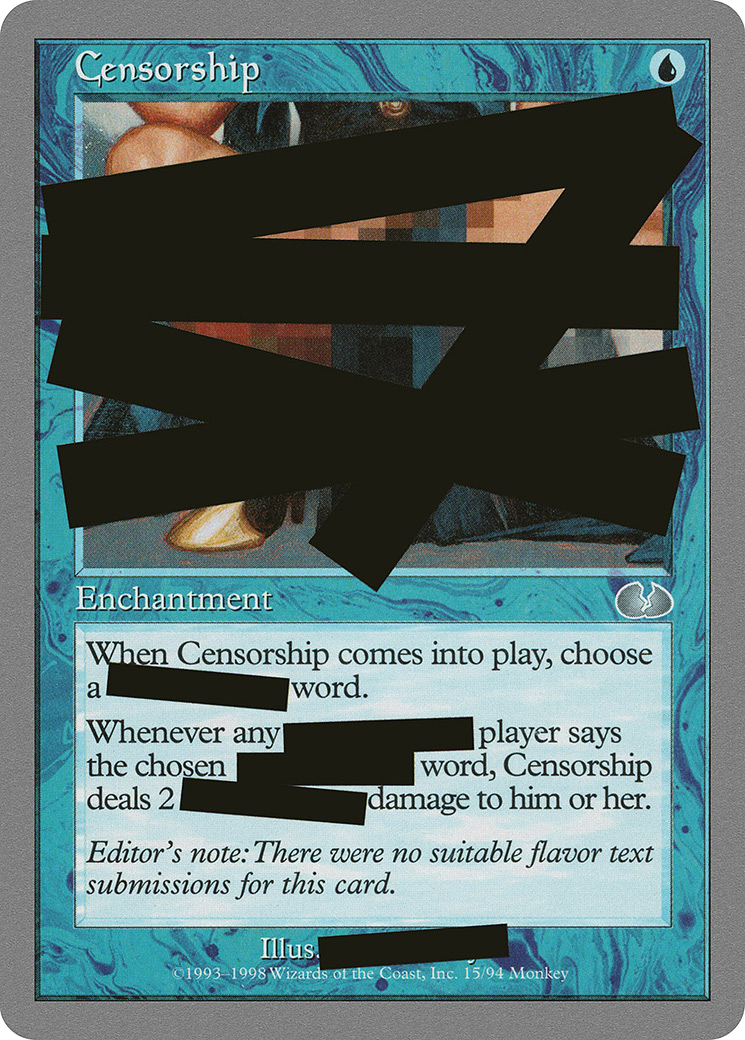 Censorship
Enchantment
When Censorship comes into play, choose
a word.
Whenever any player says
the chosen word, Censorship
deals 2 damage to him or her.
Editor's note: There were no suitable flavor text
submissions for this card.
Illus.
©1993–1998 Wizards of the Coast, Inc. 15/94 Monkey